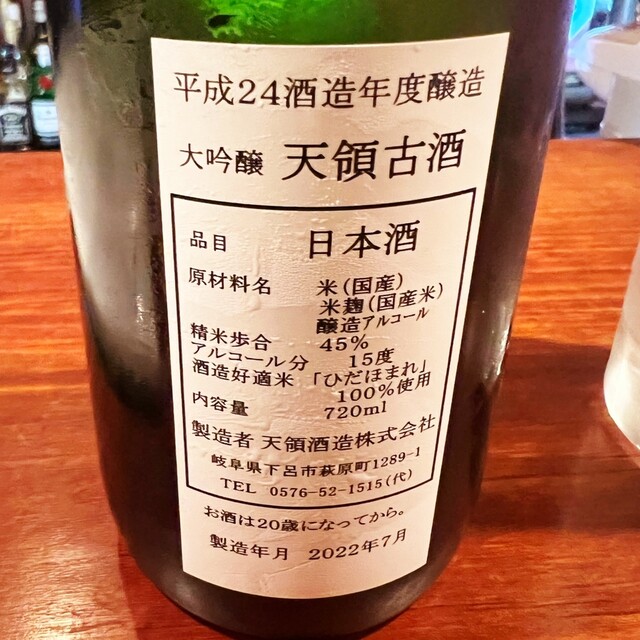 平成24酒造年度醸造
大吟醸 天領古酒
品目 日本酒
原材料名 米(国産)
米麹(国産米)
醸造アルコール
精米歩合 45%
アルコール分 15度
酒造好適米 「ひだほまれ」
100%使用
内容量 720ml
製造者 天領酒造株式会社
岐阜県下呂市萩原町1289-1
TEL 0576-52-1515(代)
お酒は20歳になってから。
製造年月 2022年7月